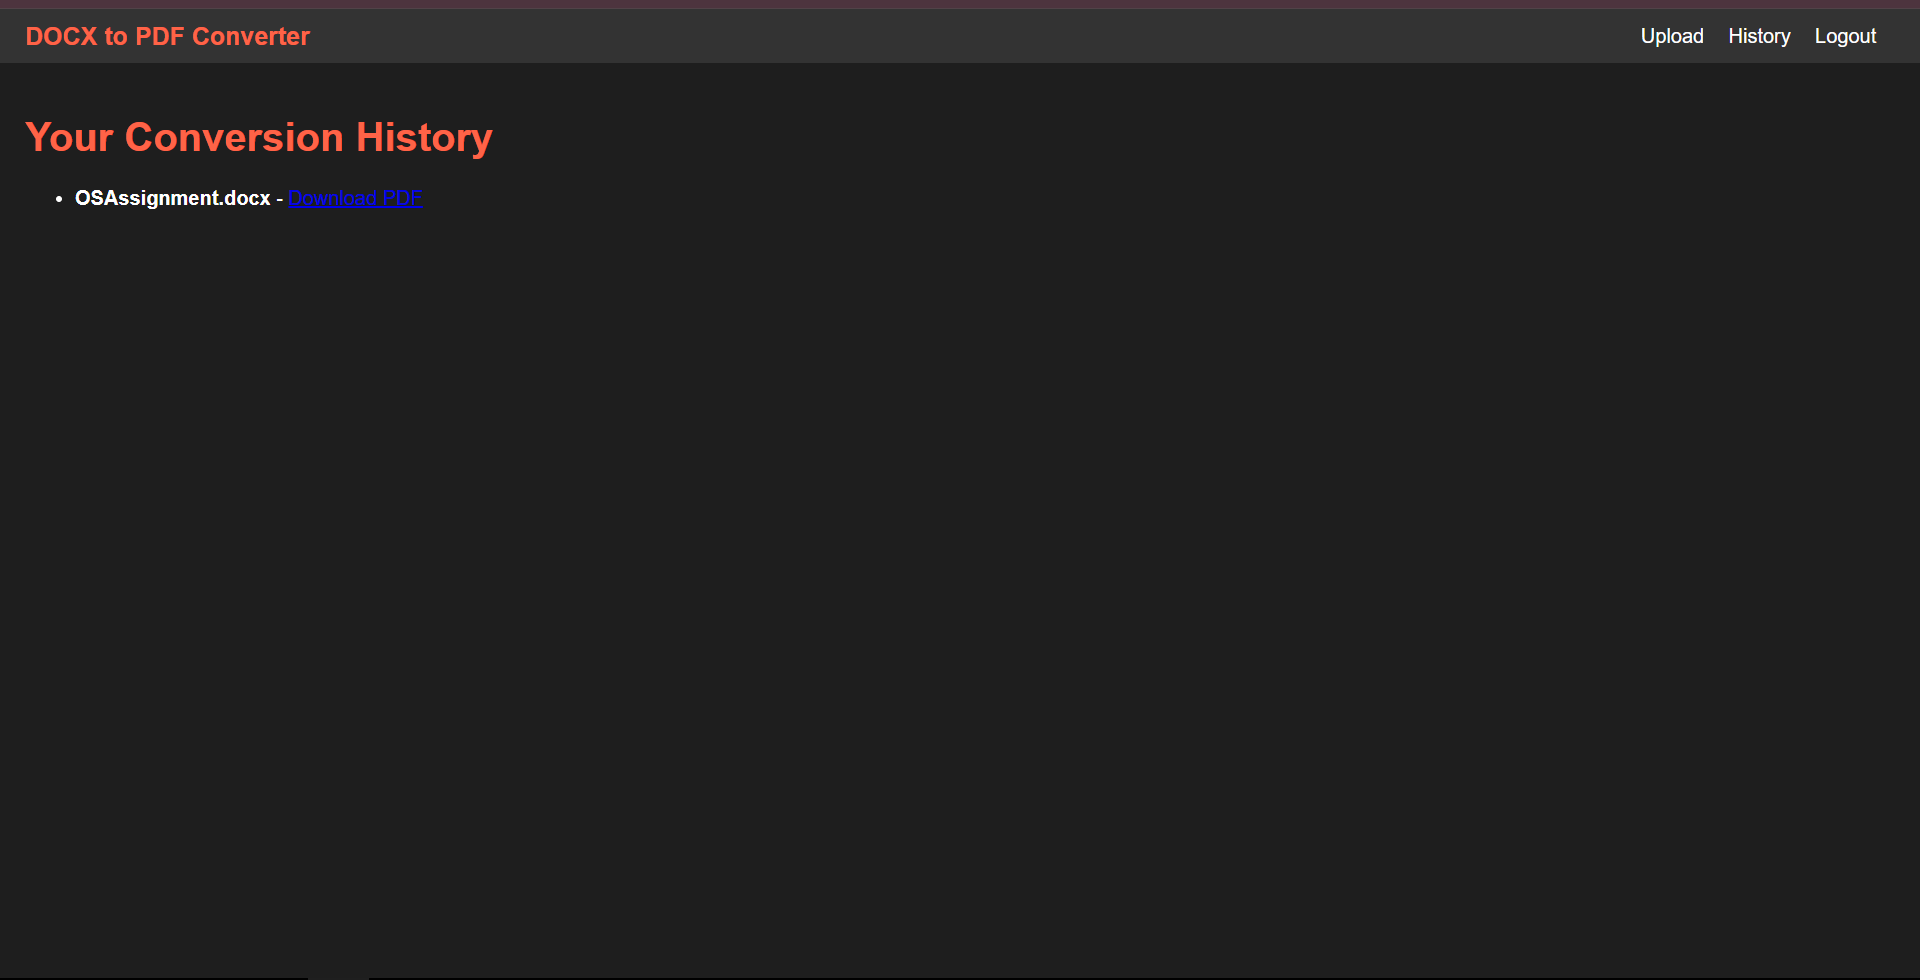 DOCX to PDF Converter
Upload History Logout
Your Conversion History
• OSAssignment.docx - Download PDF